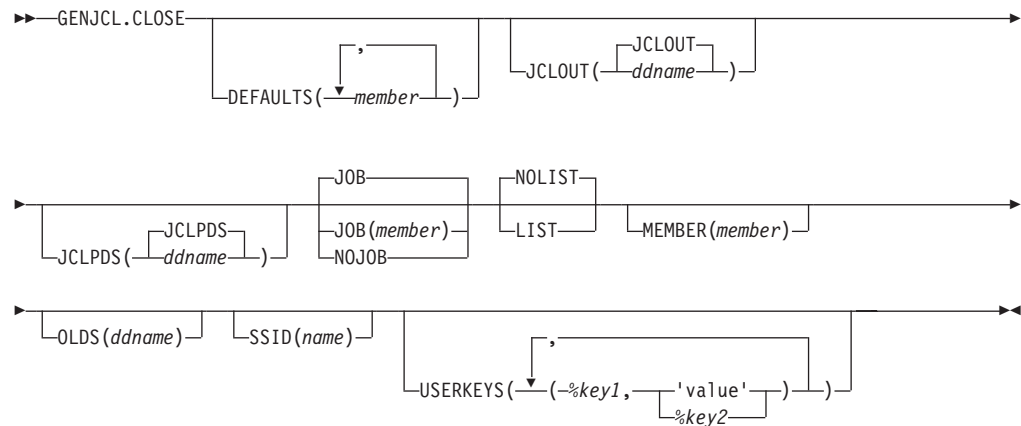 GENJCL.CLOSE
,
DEFAULTS( member )
JCLOUT
JCLOUT( ddname )
JCLPDS
JCLPDS( ddname )
JOB
JOB(member)
NOJOB
NOLIST
LIST
MEMBER(member)
OLDS(ddname)
SSID(name)
,
USERKEYS( (%key1, 'value' ) )
%key2